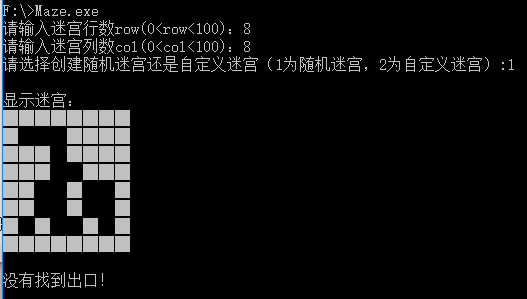 F:\>Maze.exe
请输入迷宫行数row(0<row<100)：8
请输入迷宫列数col(0<col<100)：8
请选择创建随机迷宫还是自定义迷宫（1为随机迷宫，2为自定义迷宫）:1
显示迷宫：
没有找到出口!